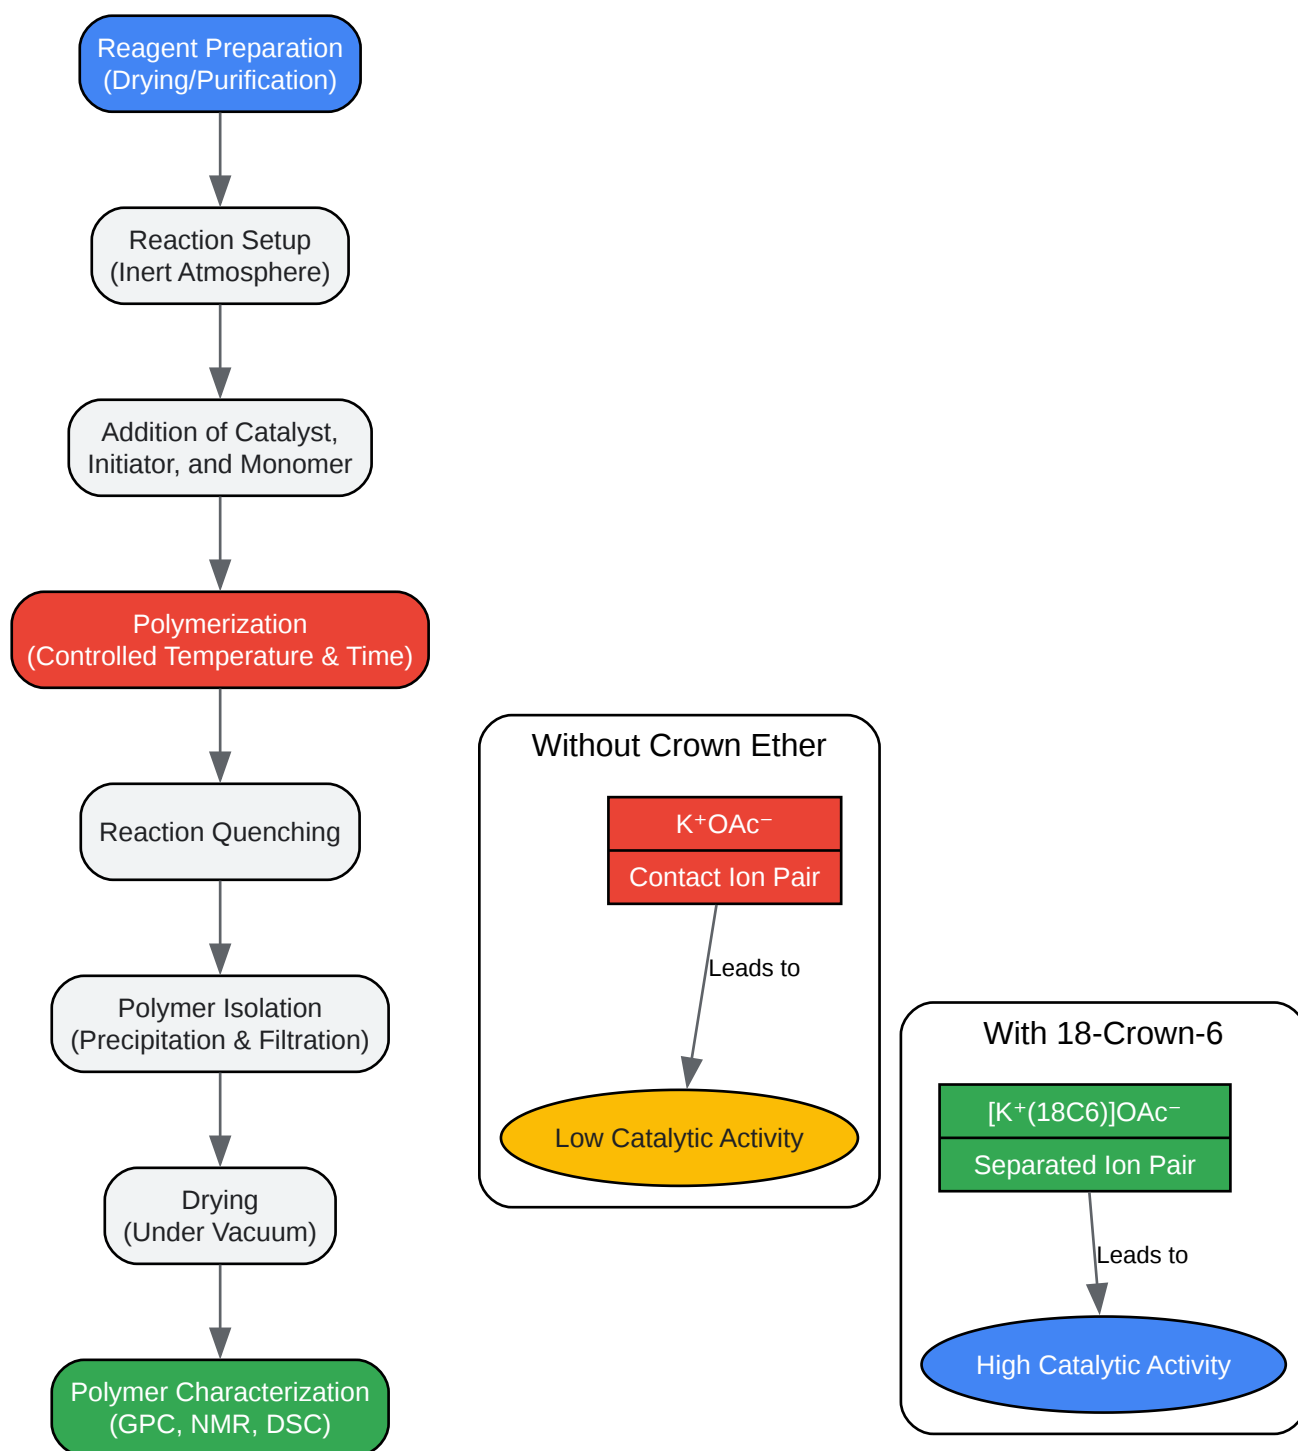 Reagent Preparation
(Drying/Purification)
Reaction Setup
(Inert Atmosphere)
Addition of Catalyst,
Initiator, and Monomer
Polymerization
(Controlled Temperature & Time)
Reaction Quenching
Polymer Isolation
(Precipitation & Filtration)
Drying
(Under Vacuum)
Polymer Characterization
(GPC, NMR, DSC)
Without Crown Ether
K⁺OAc⁻
Contact Ion Pair
Leads to
Low Catalytic Activity
With 18-Crown-6
[K⁺(18C6)]OAc⁻
Separated Ion Pair
Leads to
High Catalytic Activity